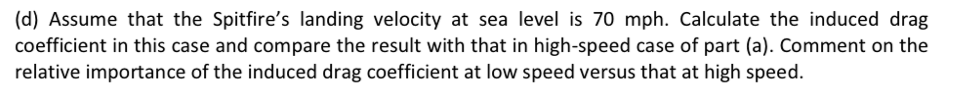 (d) Assume that the Spitfire's landing velocity at sea level is 70 mph. Calculate the induced drag
coefficient in this case and compare the result with that in high-speed case of part (a). Comment on the
relative importance of the induced drag coefficient at low speed versus that at high speed.